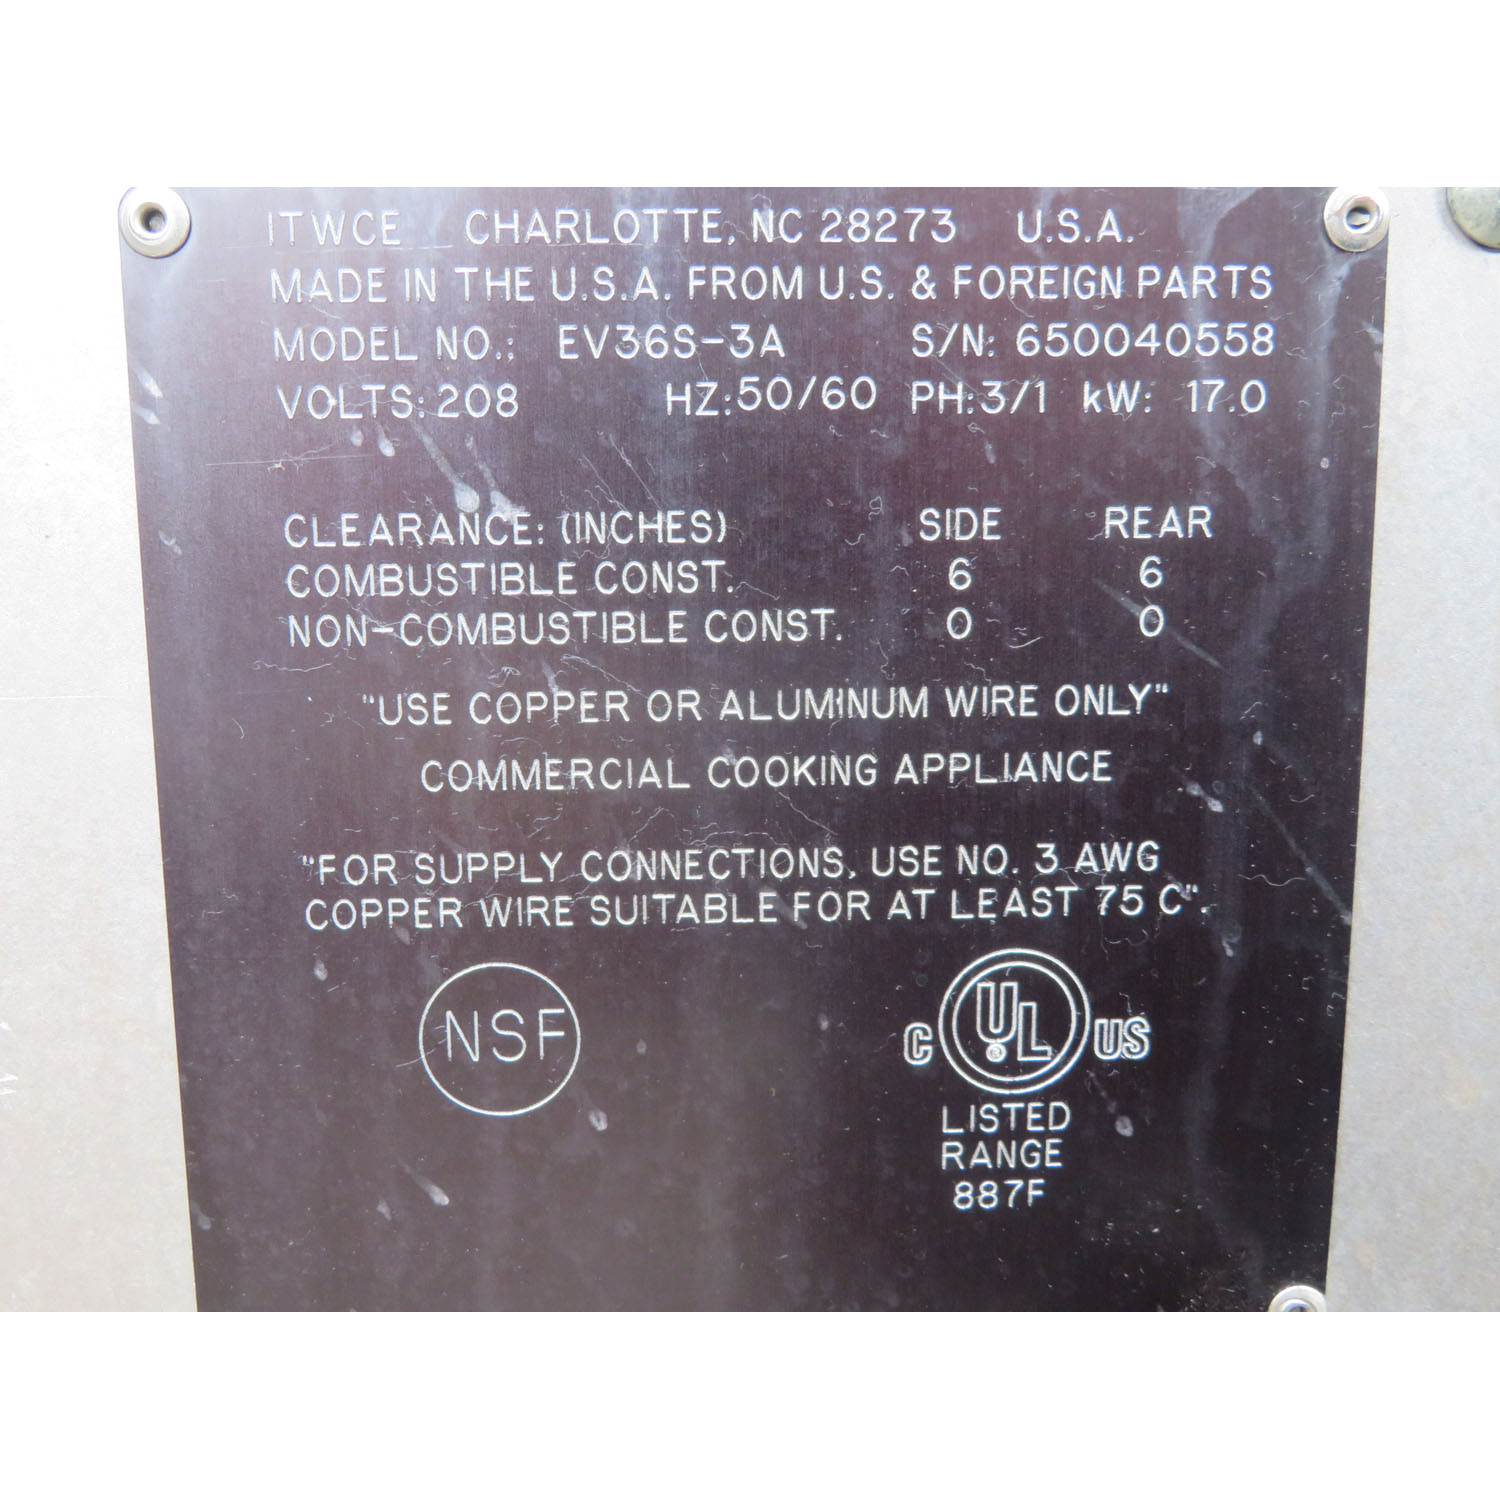 ITWCE CHARLOTTE, NC 28273 U.S.A.
MADE IN THE U.S.A. FROM U.S. & FOREIGN PARTS
MODEL NO.: EV36S-3A S/N: 650040558
VOLTS: 208 HZ: 50/60 PH: 3/1 kW: 17.0
CLEARANCE: (INCHES) SIDE REAR
COMBUSTIBLE CONST. 6 6
NON-COMBUSTIBLE CONST. 0 0
"USE COPPER OR ALUMINUM WIRE ONLY"
COMMERCIAL COOKING APPLIANCE
"FOR SUPPLY CONNECTIONS, USE NO. 3 AWG
COPPER WIRE SUITABLE FOR AT LEAST 75 C".
NSF
C UL ® US
LISTED
RANGE
887F